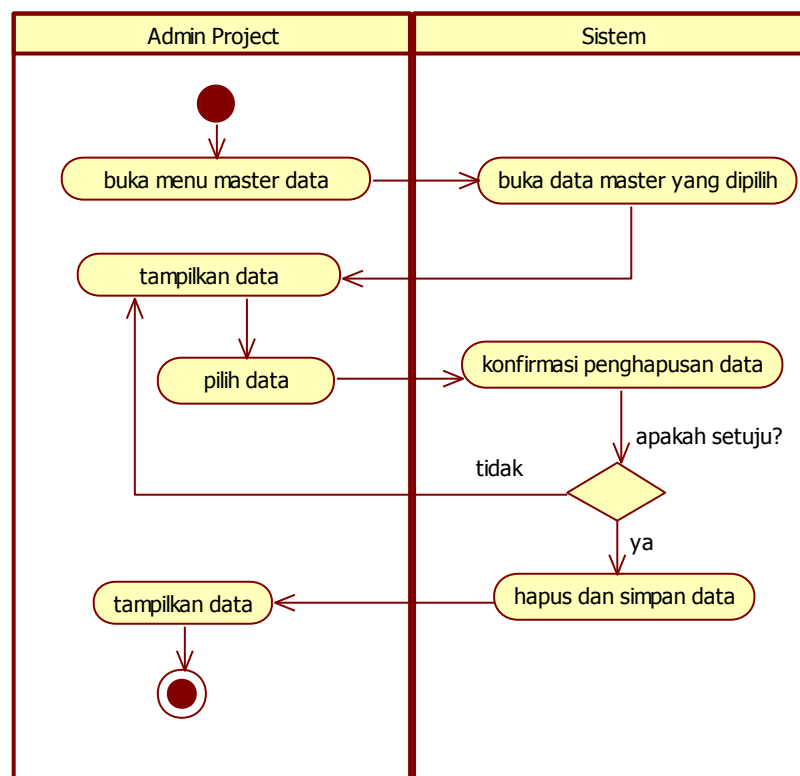 Admin Project
Sistem
buka menu master data
buka data master yang dipilih
tampilkan data
pilih data
konfirmasi penghapusan data
apakah setuju?
tidak
ya
hapus dan simpan data
tampilkan data